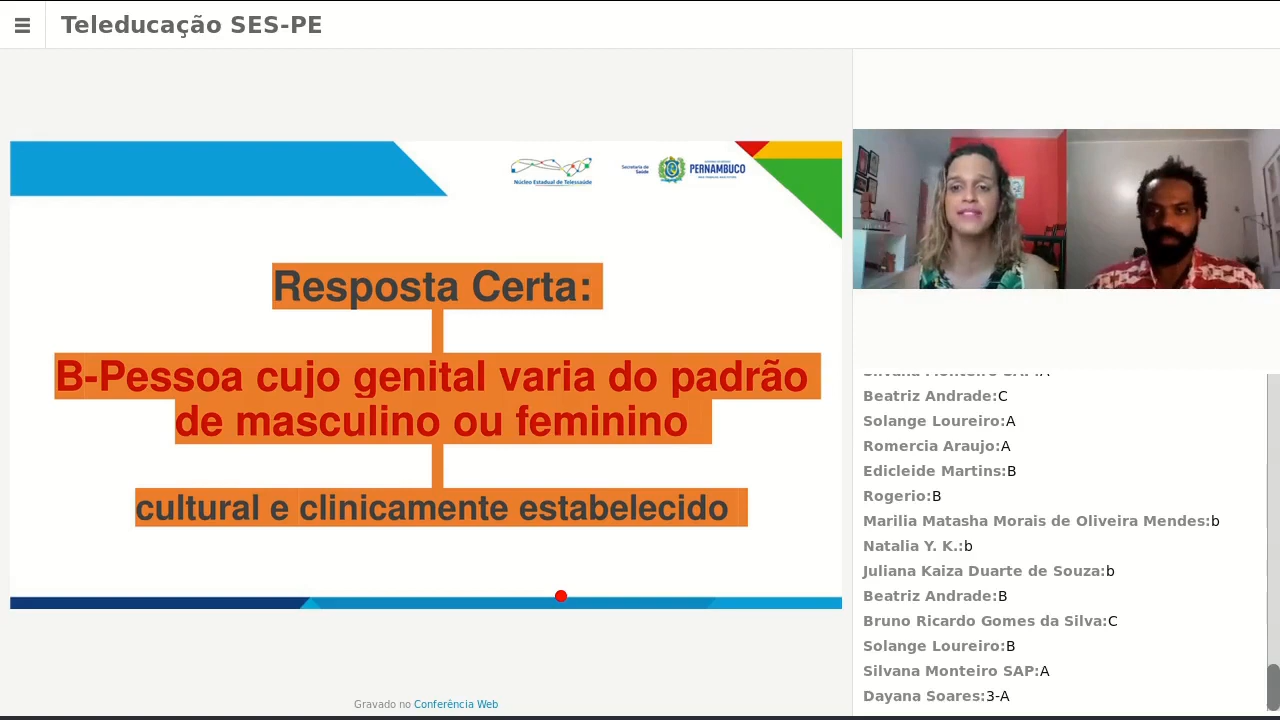 Teleducação SES-PE
Núcleo Estadual de Telessaúde
Secretaria de
Saúde
PERNAMBUCO
Resposta Certa:
B-Pessoa cujo genital varia do padrão
de masculino ou feminino
cultural e clinicamente estabelecido
Gravado no Conferência Web
Beatriz Andrade:C
Solange Loureiro:A
Romercia Araujo:A
Edicleide Martins:B
Rogerio:B
Marilia Matasha Morais de Oliveira Mendes:b
Natalia Y. K.:b
Juliana Kaiza Duarte de Souza:b
Beatriz Andrade:B
Bruno Ricardo Gomes da Silva:C
Solange Loureiro:B
Silvana Monteiro SAP:A
Dayana Soares:3-A